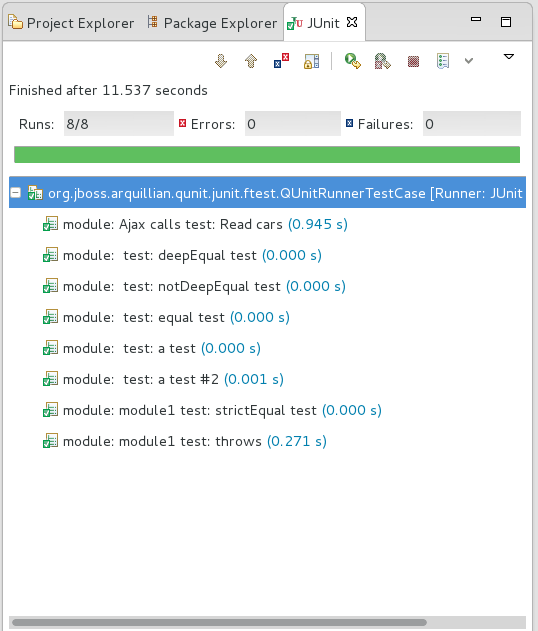 Project Explorer Package Explorer JUnit
Finished after 11.537 seconds
Runs: 8/8 Errors: 0 Failures: 0
org.jboss.arquillian.qunit.junit.ftest.QUnitRunnerTestCase [Runner: JUnit
module: Ajax calls test: Read cars (0.945 s)
module:  test: deepEqual test (0.000 s)
module:  test: notDeepEqual test (0.000 s)
module:  test: equal test (0.000 s)
module:  test: a test (0.000 s)
module:  test: a test #2 (0.001 s)
module: module1 test: strictEqual test (0.000 s)
module: module1 test: throws (0.271 s)